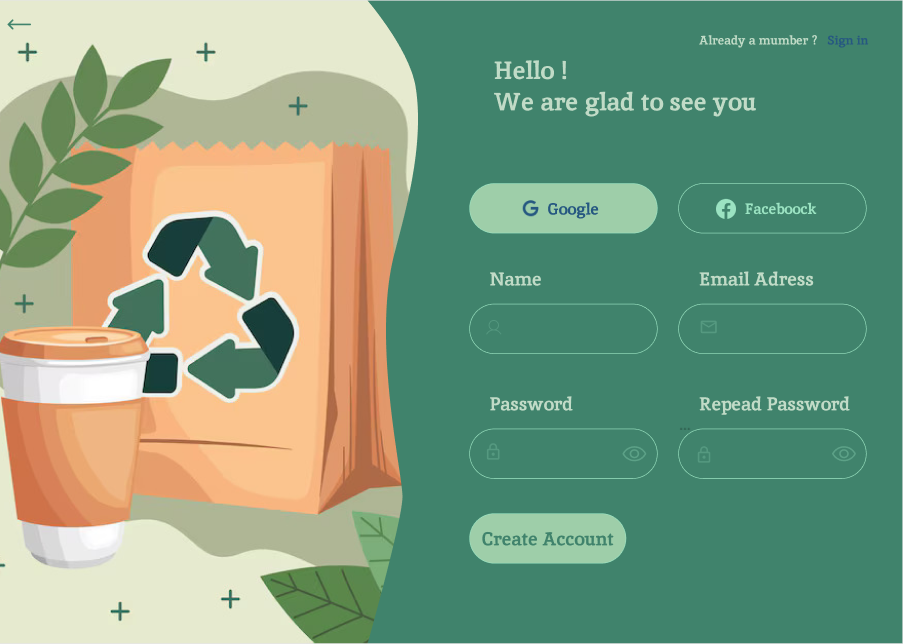 Already a mumber ? Sign in
Hello !
We are glad to see you
Google
Faceboock
Name
Email Adress
Password
Repead Password
Create Account